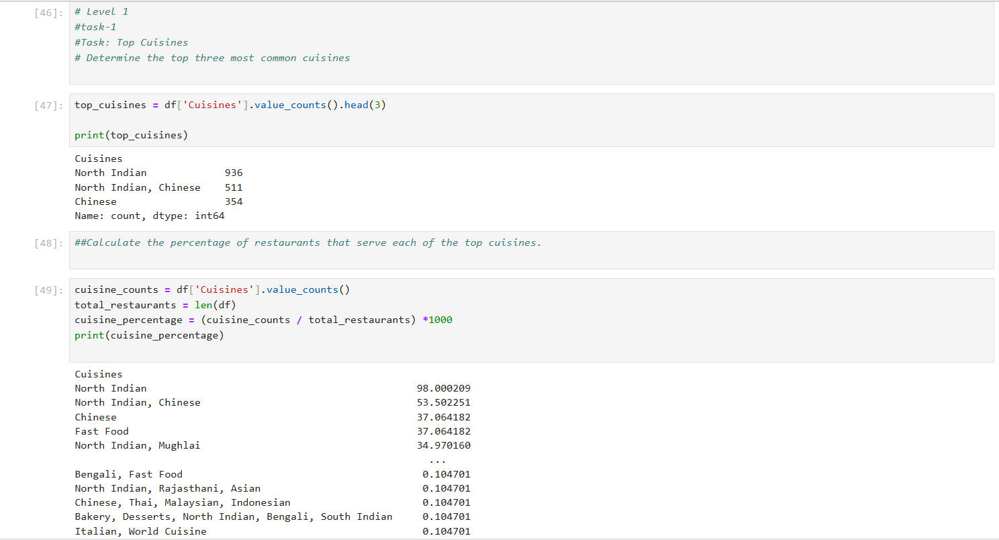 [46]: # Level 1
#task-1
#Task: Top Cuisines
# Determine the top three most common cuisines
[47]: top_cuisines = df['Cuisines'].value_counts().head(3)
print(top_cuisines)
Cuisines
North Indian             936
North Indian, Chinese    511
Chinese                  354
Name: count, dtype: int64
[48]: ##Calculate the percentage of restaurants that serve each of the top cuisines.
[49]: cuisine_counts = df['Cuisines'].value_counts()
total_restaurants = len(df)
cuisine_percentage = (cuisine_counts / total_restaurants) *1000
print(cuisine_percentage)
Cuisines
North Indian                                             98.000209
North Indian, Chinese                                    53.502251
Chinese                                                  37.064182
Fast Food                                                37.064182
North Indian, Mughlai                                    34.970160
...
Bengali, Fast Food                                        0.104701
North Indian, Rajasthani, Asian                           0.104701
Chinese, Thai, Malaysian, Indonesian                      0.104701
Bakery, Desserts, North Indian, Bengali, South Indian     0.104701
Italian, World Cuisine                                    0.104701